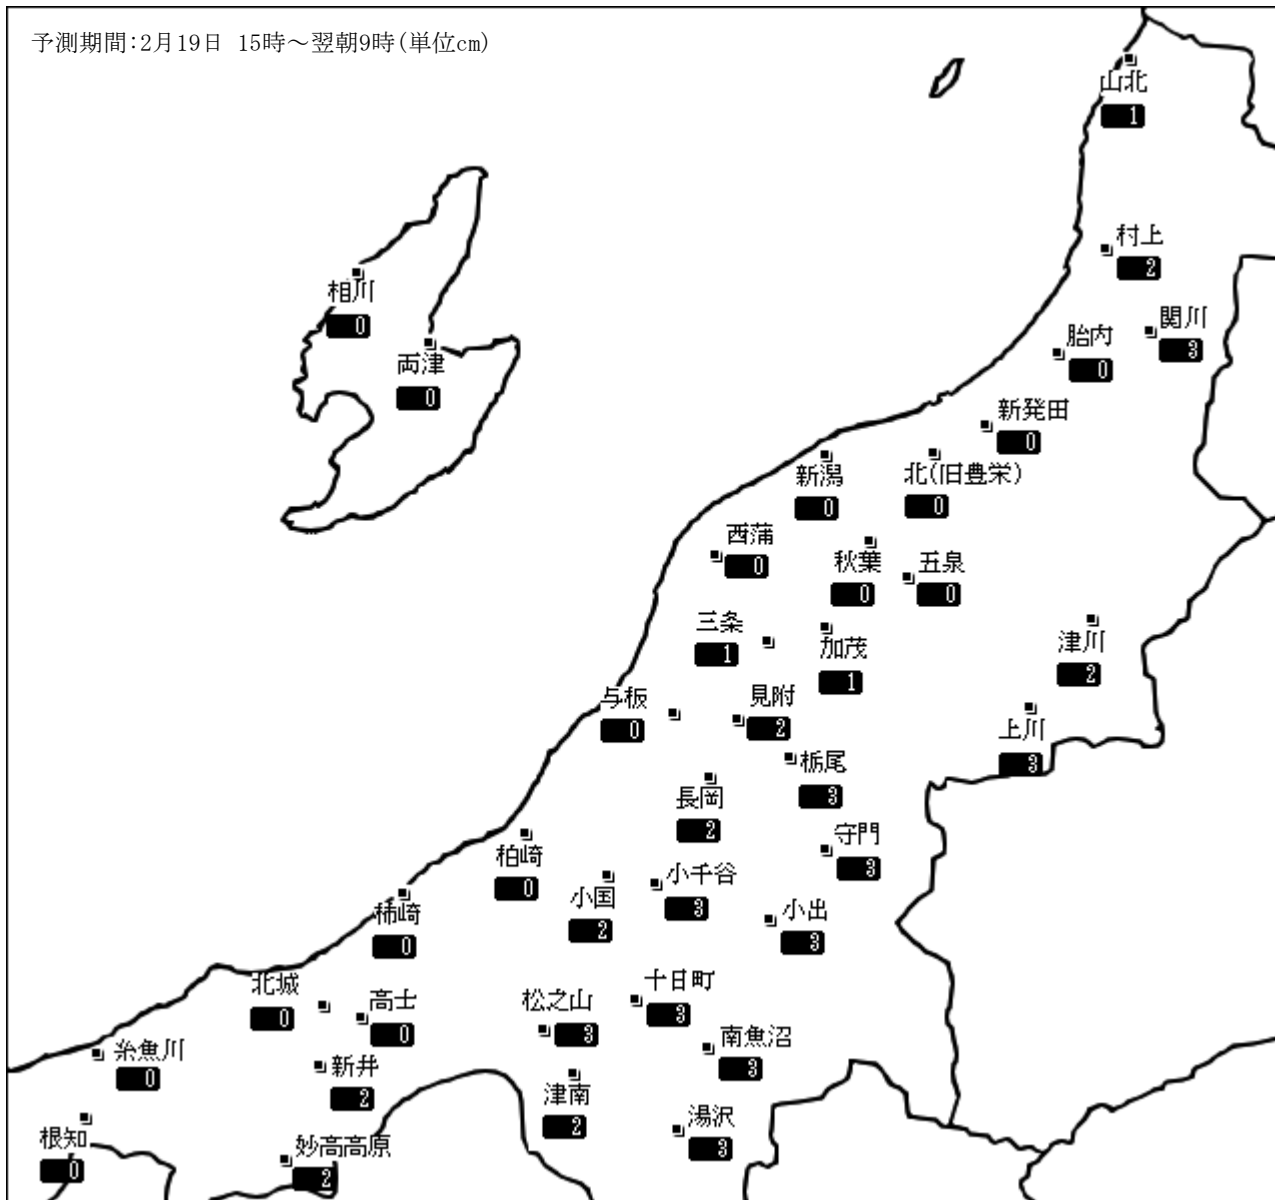 予測期間:2月19日 15時～翌朝9時(単位cm)
山北
1
村上
2
相川
0
関川
3
胎内
0
両津
0
新発田
0
新潟
0
北(旧豊栄)
0
西蒲
0
秋葉
0
五泉
0
三条
1
加茂
1
津川
2
与板
0
見附
2
上川
3
栃尾
3
長岡
2
守門
3
柏崎
0
小国
2
小千谷
3
小出
3
柿崎
0
北城
0
高士
0
松之山
3
十日町
3
南魚沼
3
糸魚川
0
新井
2
津南
2
湯沢
3
根知
0
妙高高原
2